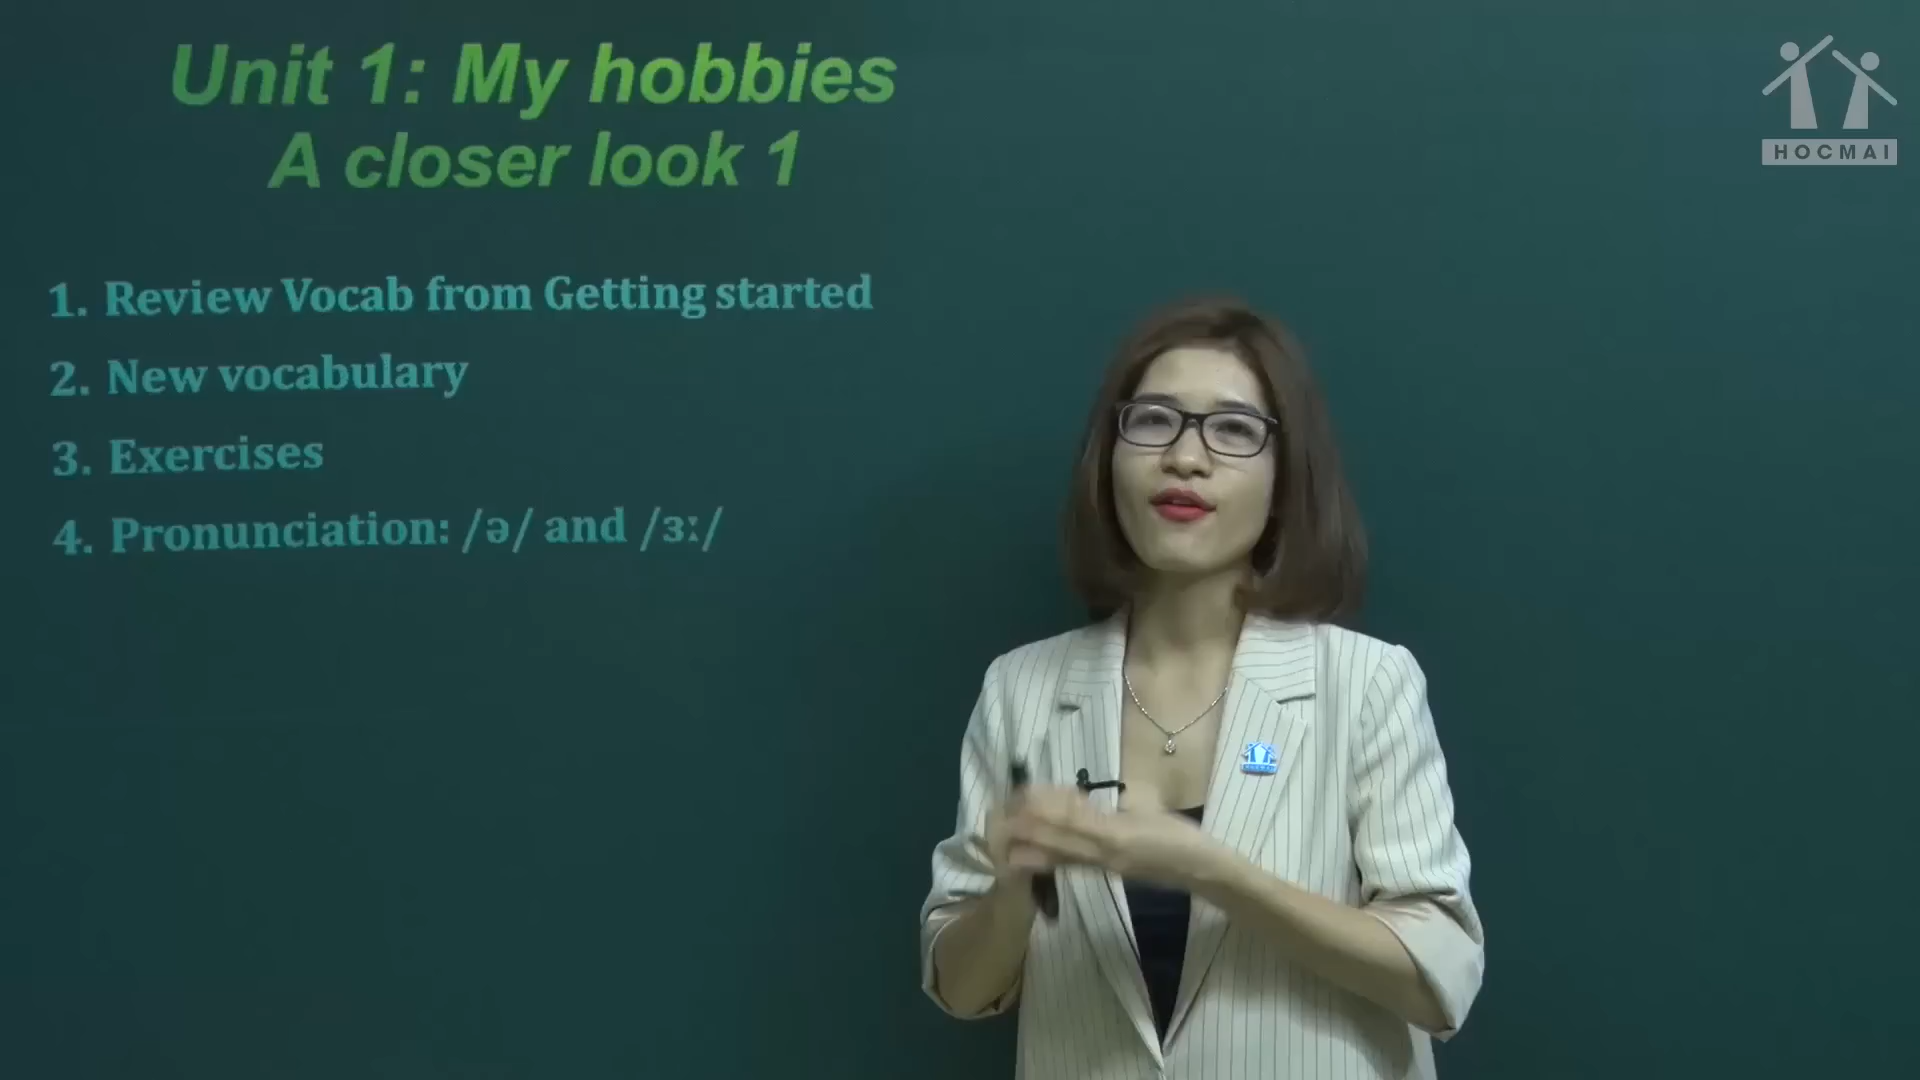 Unit 1: My hobbies
A closer look 1
1. Review Vocab from Getting started
2. New vocabulary
3. Exercises
4. Pronunciation: /ə/ and /ɜː/
HOCMAI
HOCMAI